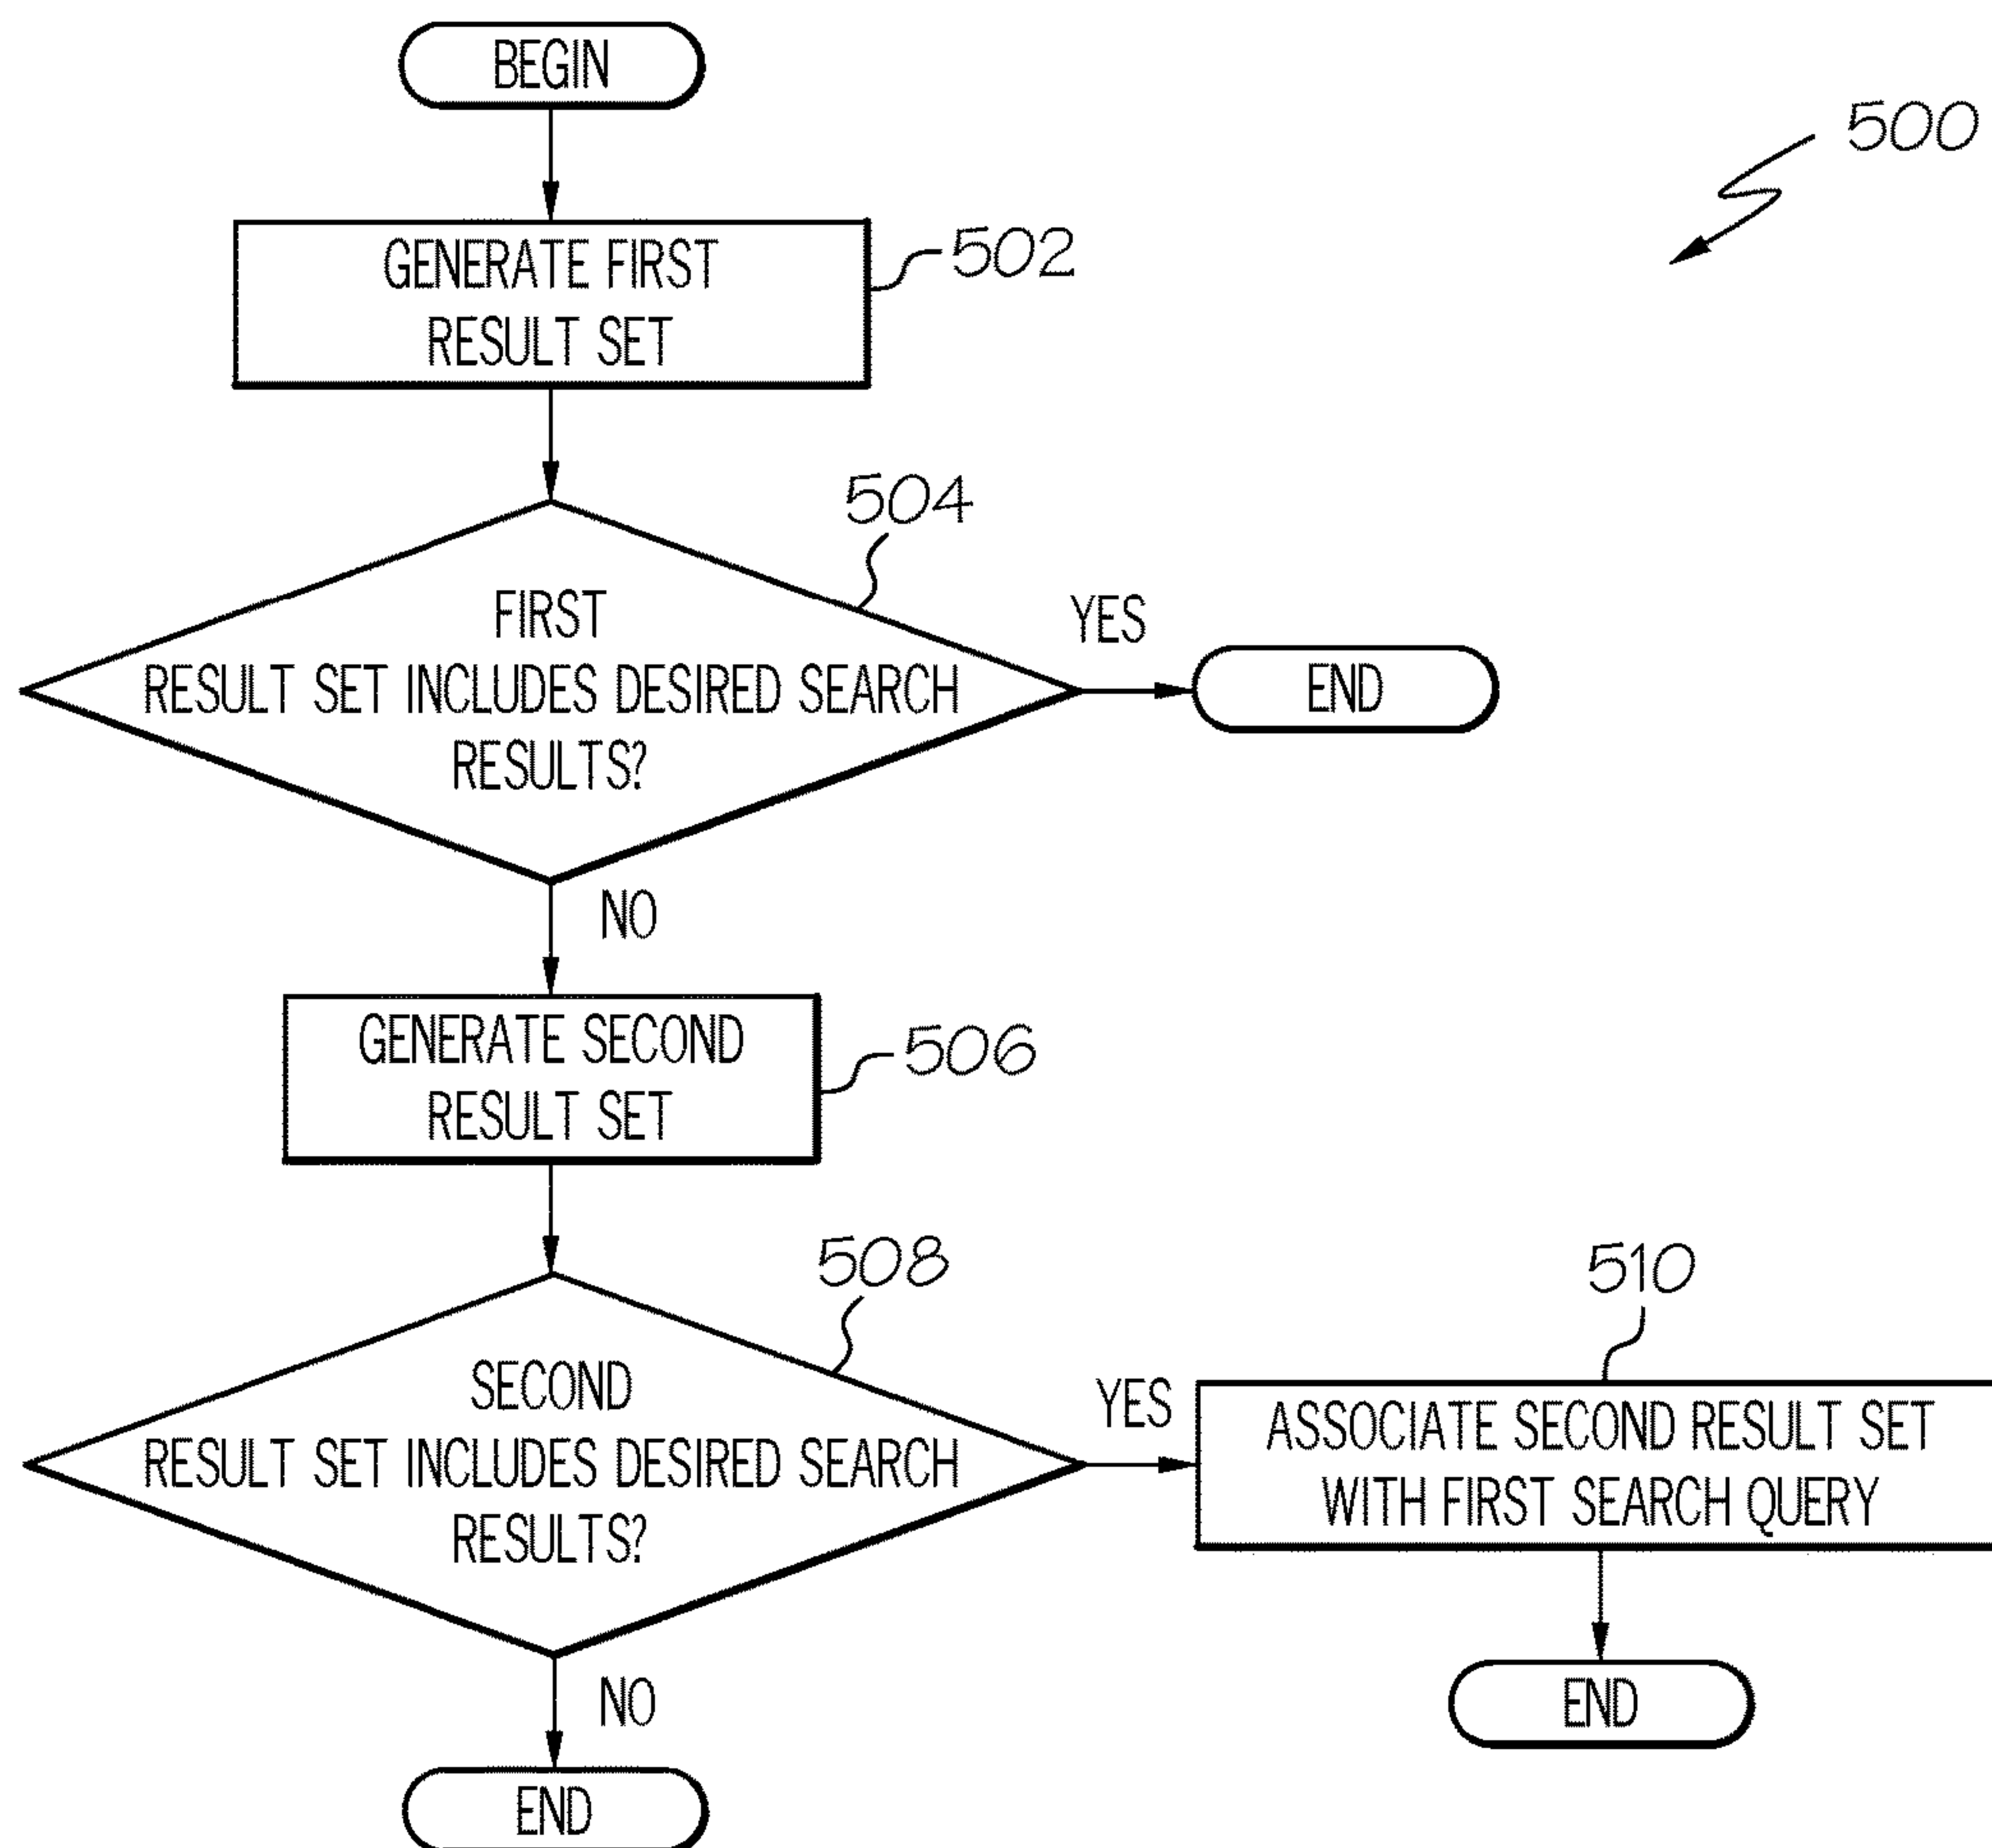 BEGIN
500
GENERATE FIRST
RESULT SET
502
504
FIRST
RESULT SET INCLUDES DESIRED SEARCH
RESULTS?
YES
END
NO
GENERATE SECOND
RESULT SET
506
508
SECOND
RESULT SET INCLUDES DESIRED SEARCH
RESULTS?
YES
510
ASSOCIATE SECOND RESULT SET
WITH FIRST SEARCH QUERY
NO
END
END